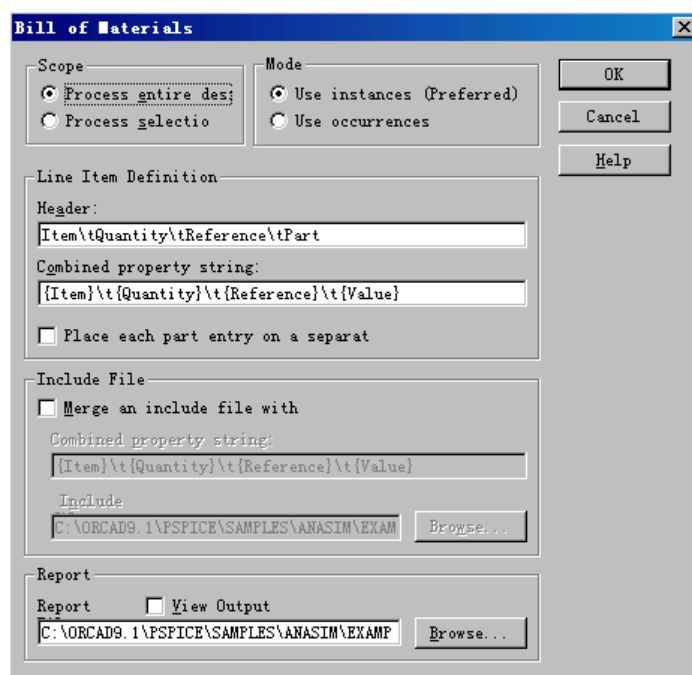 Bill of Materials
Scope
Process entire des
Process selectio
Mode
Use instances (Preferred)
Use occurrences
OK
Cancel
Help
Line Item Definition
Header:
Item\tQuantity\tReference\tPart
Combined property string:
{Item}\t{Quantity}\t{Reference}\t{Value}
Place each part entry on a separat
Include File
Merge an include file with
Combined property string:
{Item}\t{Quantity}\t{Reference}\t{Value}
Include
C:\ORCAD9.1\PSPICE\SAMPLES\ANASIM\EXAM
Browse...
Report
Report
View Output
C:\ORCAD9.1\PSPICE\SAMPLES\ANASIM\EXAMP
Browse...